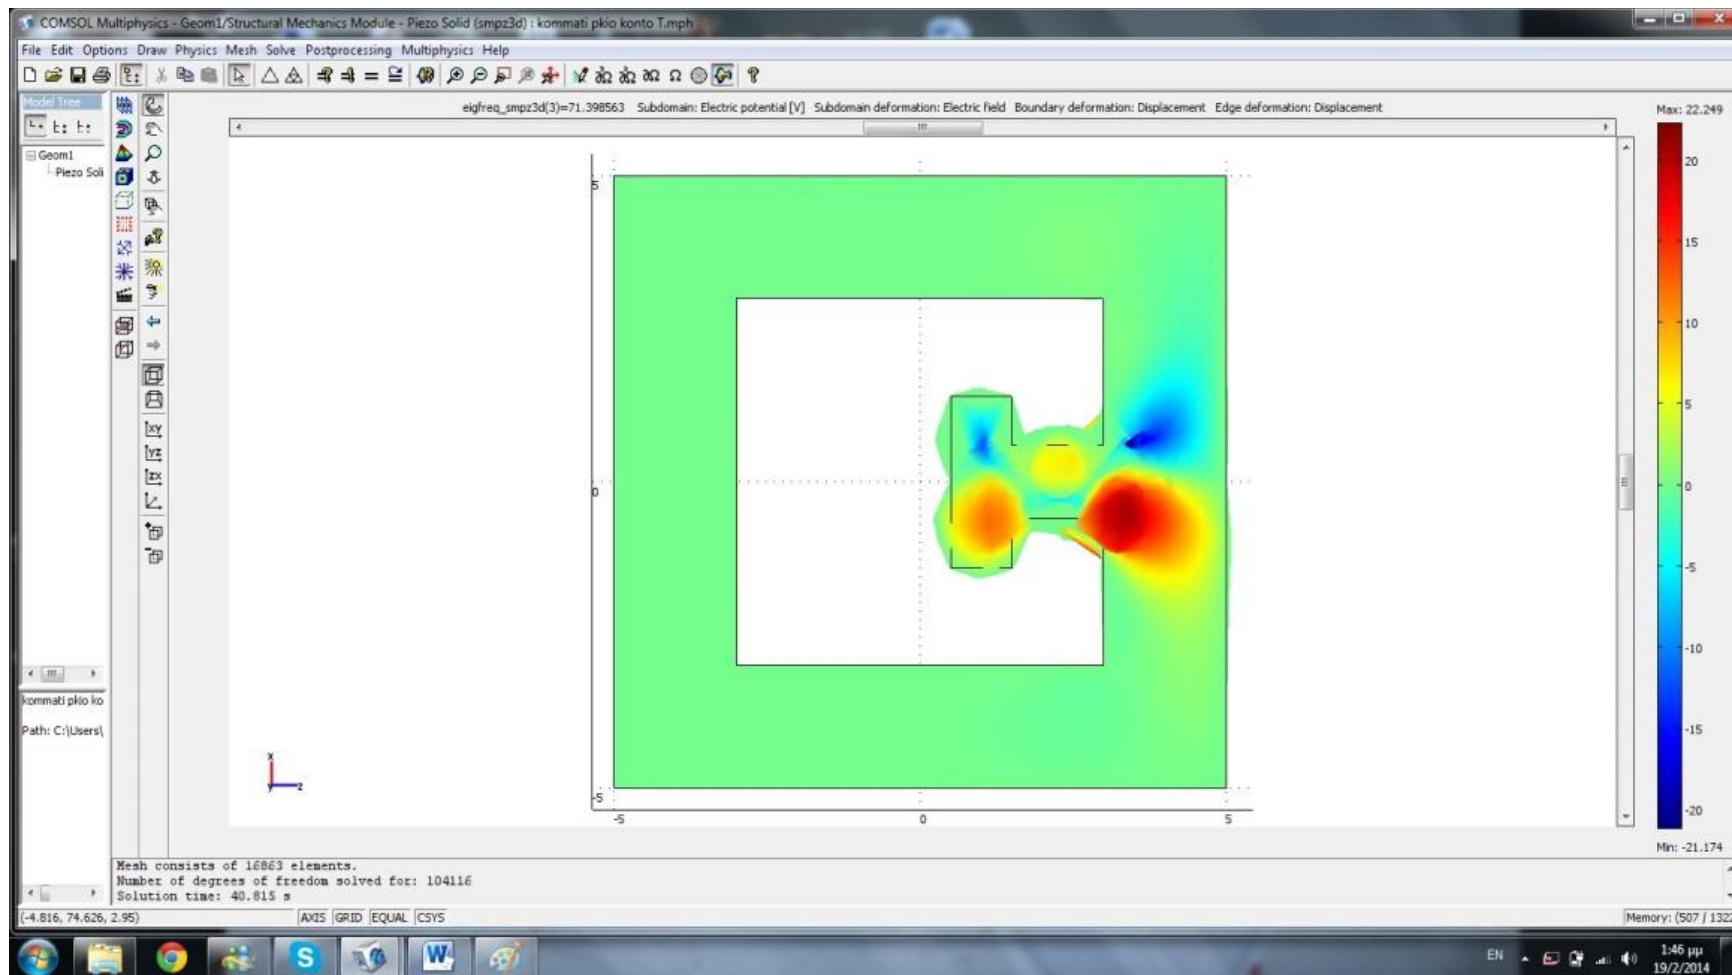 COMSOL Multiphysics - Geom1/Structural Mechanics Module - Piezo Solid (smpz3d) : kommati pkio konto T.mph
File Edit Options Draw Physics Mesh Solve Postprocessing Multiphysics Help
Model Tree
eigfreq_smpz3d(3)=71.398563 Subdomain: Electric potential [V] Subdomain deformation: Electric field Boundary deformation: Displacement Edge deformation: Displacement
Max: 22.249
Geom1
Piezo Soli
20
15
10
5
0
-5
-10
-15
-20
Min: -21.174
5
0
-5
-5
0
5
x
y
z
xy
yz
zx
kommati pkio ko
Path: C:\Users\
Mesh consists of 16863 elements.
Number of degrees of freedom solved for: 104116
Solution time: 40.815 s
(-4.816, 74.626, 2.95)
AXIS GRID EQUAL CSYS
Memory: (507 / 1322
EN
1:46 μμ
19/2/2014